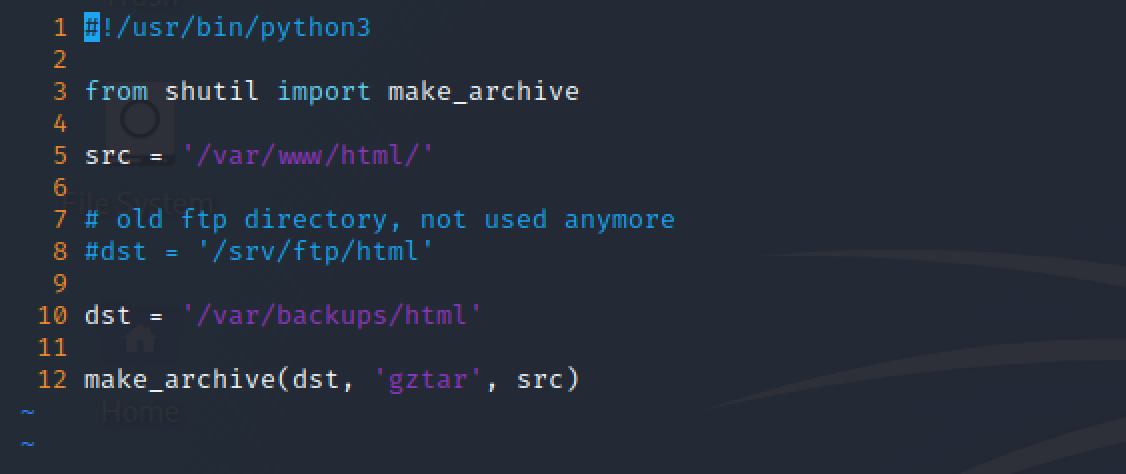 Trash
1 #!/usr/bin/python3
2
3 from shutil import make_archive
4
5 src = '/var/www/html/'
6
File System
7 # old ftp directory, not used anymore
8 #dst = '/srv/ftp/html'
9
10 dst = '/var/backups/html'
11
12 make_archive(dst, 'gztar', src)
~
Home
~